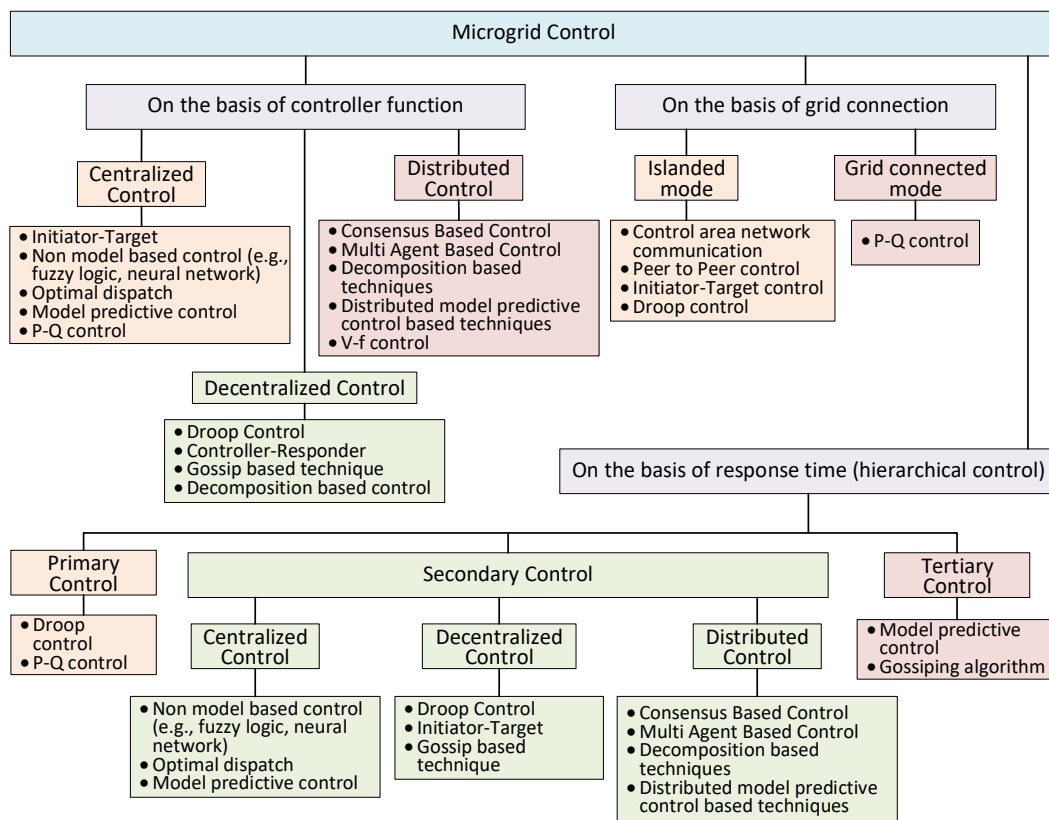 Microgrid Control
On the basis of controller function
On the basis of grid connection
Centralized
Control
• Initiator-Target
• Non model based control (e.g.,
fuzzy logic, neural network)
• Optimal dispatch
• Model predictive control
• P-Q control
Distributed
Control
• Consensus Based Control
• Multi Agent Based Control
• Decomposition based
techniques
• Distributed model predictive
control based techniques
• V-f control
Islanded
mode
• Control area network
communication
• Peer to Peer control
• Initiator-Target control
• Droop control
Grid connected
mode
• P-Q control
Decentralized Control
• Droop Control
• Controller-Responder
• Gossip based technique
• Decomposition based control
On the basis of response time (hierarchical control)
Primary
Control
• Droop
control
• P-Q control
Secondary Control
Centralized
Control
• Non model based control
(e.g., fuzzy logic, neural
network)
• Optimal dispatch
• Model predictive control
Decentralized
Control
• Droop Control
• Initiator-Target
• Gossip based
technique
Distributed
Control
• Consensus Based Control
• Multi Agent Based Control
• Decomposition based
techniques
• Distributed model predictive
control based techniques
Tertiary
Control
• Model predictive
control
• Gossiping algorithm